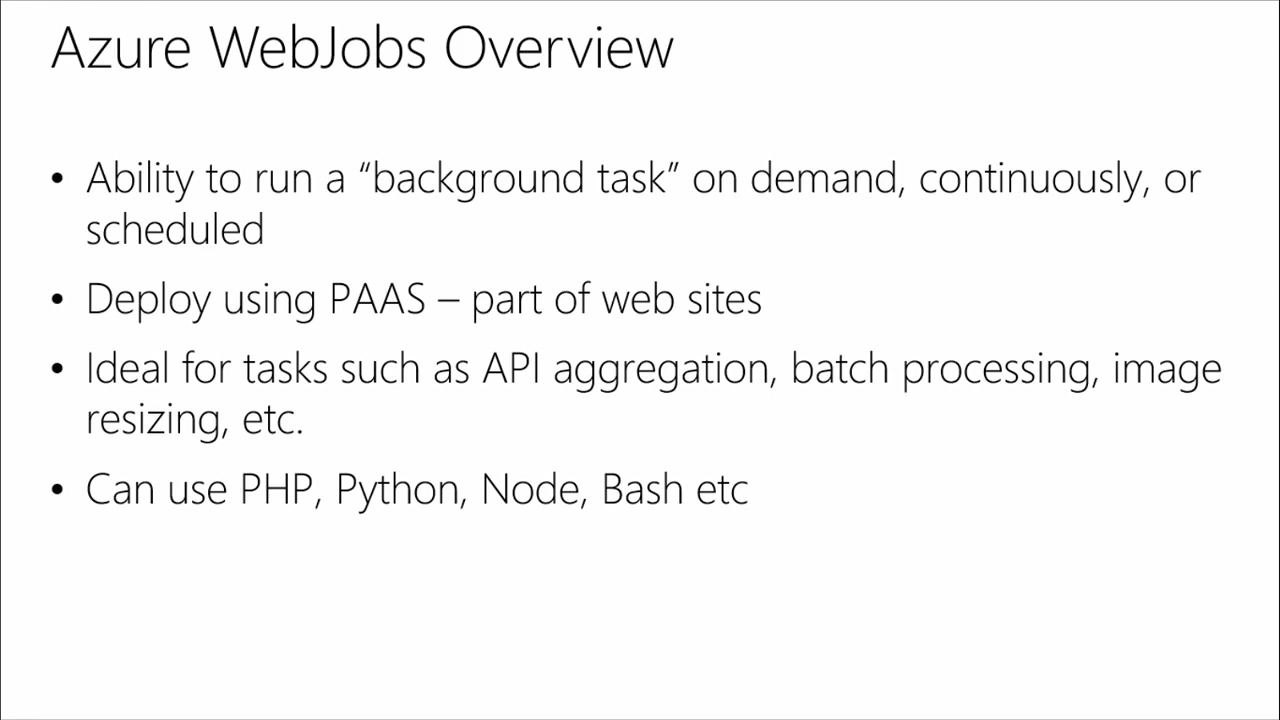 Azure WebJobs Overview
• Ability to run a “background task” on demand, continuously, or
scheduled
• Deploy using PAAS – part of web sites
• Ideal for tasks such as API aggregation, batch processing, image
resizing, etc.
• Can use PHP, Python, Node, Bash etc